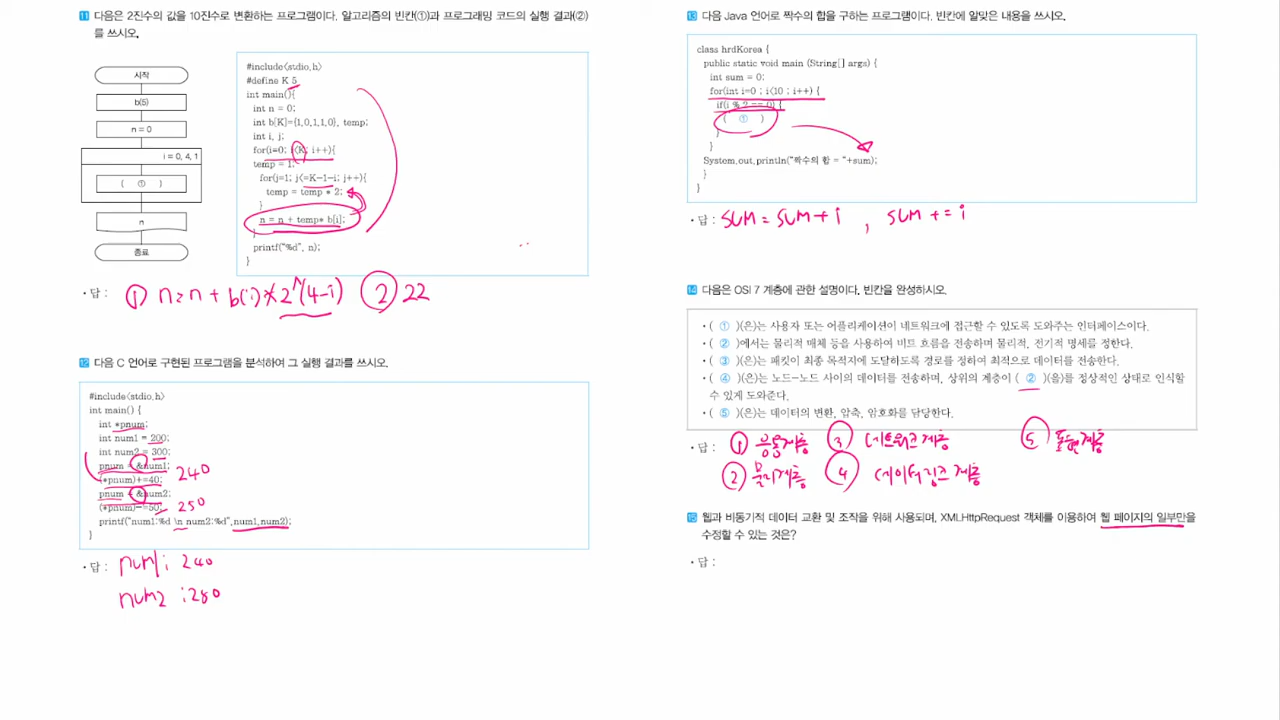 11 다음은 2진수의 값을 10진수로 변환하는 프로그램이다. 알고리즘의 빈칸(①)과 프로그래밍 코드의 실행 결과(②)
를 쓰시오.
시작
b(5)
n = 0
i = 0, 4, 1
( ① )
n
종료
#include<stdio.h>
#define K 5
int main(){
int n = 0;
int b[K]={1,0,1,1,0}, temp;
int i, j;
for(i=0; i<K; i++){
temp = 1;
for(j=1; j<=K-1-i; j++){
temp = temp * 2;
}
n = n + temp* b[i];
}
printf("%d", n);
}
• 답 : ① n = n + b(i) * 2^(4-i) ② 22
12 다음 C 언어로 구현된 프로그램을 분석하여 그 실행 결과를 쓰시오.
#include<stdio.h>
int main() {
int *pnum;
int num1 = 200;
int num2 = 300;
pnum = &num1;
(*pnum)+=40; 240
pnum = &num2;
(*pnum)-=50; 250
printf("num1:%d \n num2:%d",num1,num2);
}
• 답 : num1 : 240
num2 : 250
13 다음 Java 언어로 짝수의 합을 구하는 프로그램이다. 빈칸에 알맞은 내용을 쓰시오.
class hrdKorea {
public static void main (String[] args) {
int sum = 0;
for(int i=0 ; i<10 ; i++) {
if(i % 2 == 0) {
( ① )
}
}
System.out.println("짝수의 합 = "+sum);
}
}
• 답 : SUM = SUM + i , SUM += i
14 다음은 OSI 7 계층에 관한 설명이다. 빈칸을 완성하시오.
• ( ① )(은)는 사용자 또는 어플리케이션이 네트워크에 접근할 수 있도록 도와주는 인터페이스이다.
• ( ② )에서는 물리적 매체 등을 사용하여 비트 흐름을 전송하며 물리적, 전기적 명세를 정한다.
• ( ③ )(은)는 패킷이 최종 목적지에 도달하도록 경로를 정하여 최적으로 데이터를 전송한다.
• ( ④ )(은)는 노드-노드 사이의 데이터를 전송하며, 상위의 계층이 ( ② )(을)를 정상적인 상태로 인식할
수 있게 도와준다.
• ( ⑤ )(은)는 데이터의 변환, 압축, 암호화를 담당한다.
• 답 : ① 응용계층 ③ 네트워크 계층 ⑤ 표현계층
② 물리계층 ④ 데이터링크 계층
15 웹과 비동기적 데이터 교환 및 조작을 위해 사용되며, XMLHttpRequest 객체를 이용하여 웹 페이지의 일부만을
수정할 수 있는 것은?
• 답 :